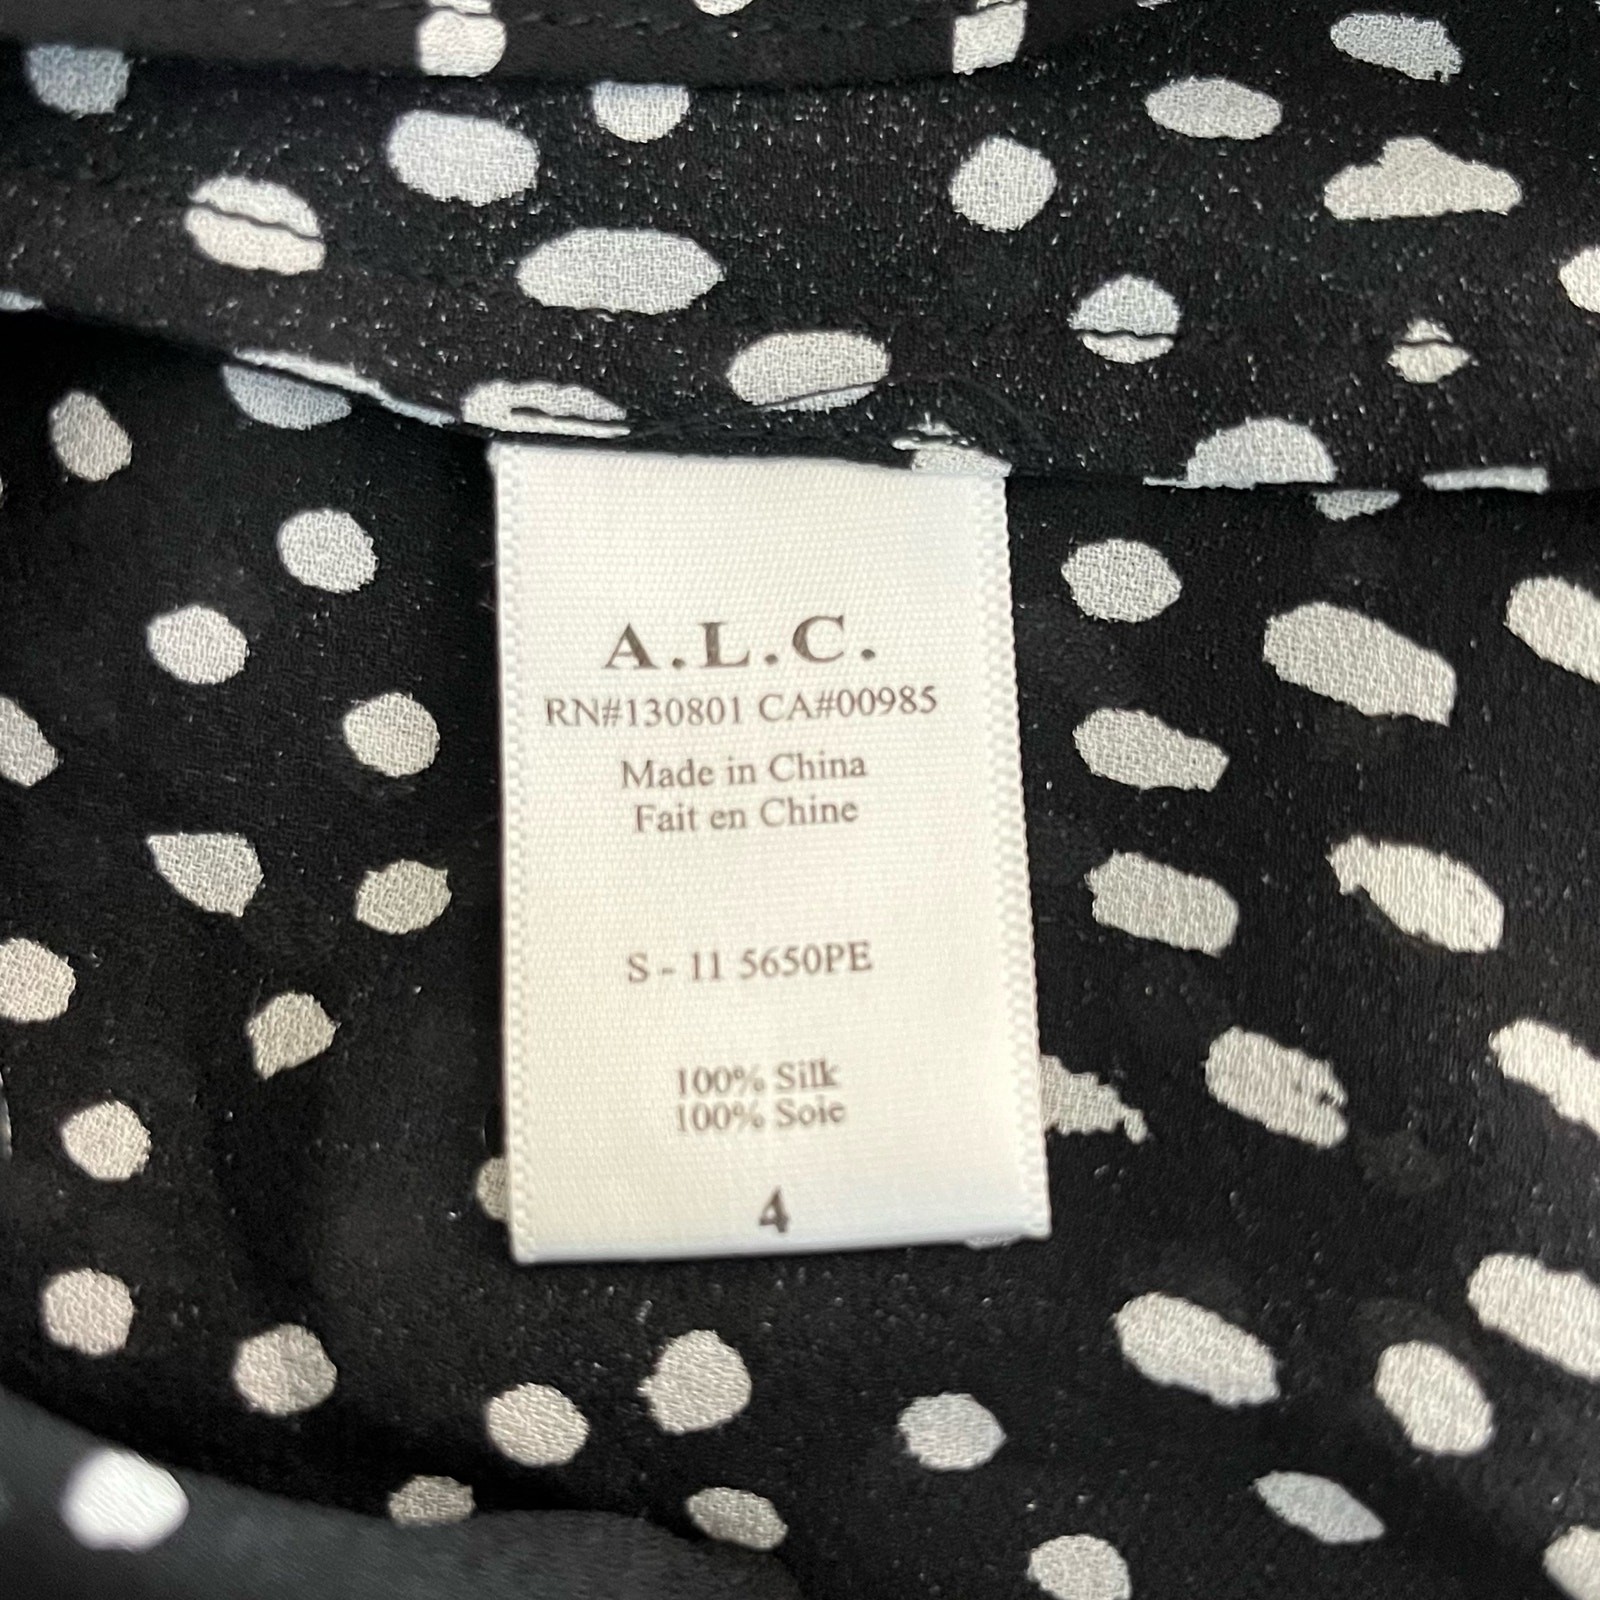 A.L.C.
RN#130801 CA#00985
Made in China
Fait en Chine
S - 11 5650PE
100% Silk
100% Soie
4